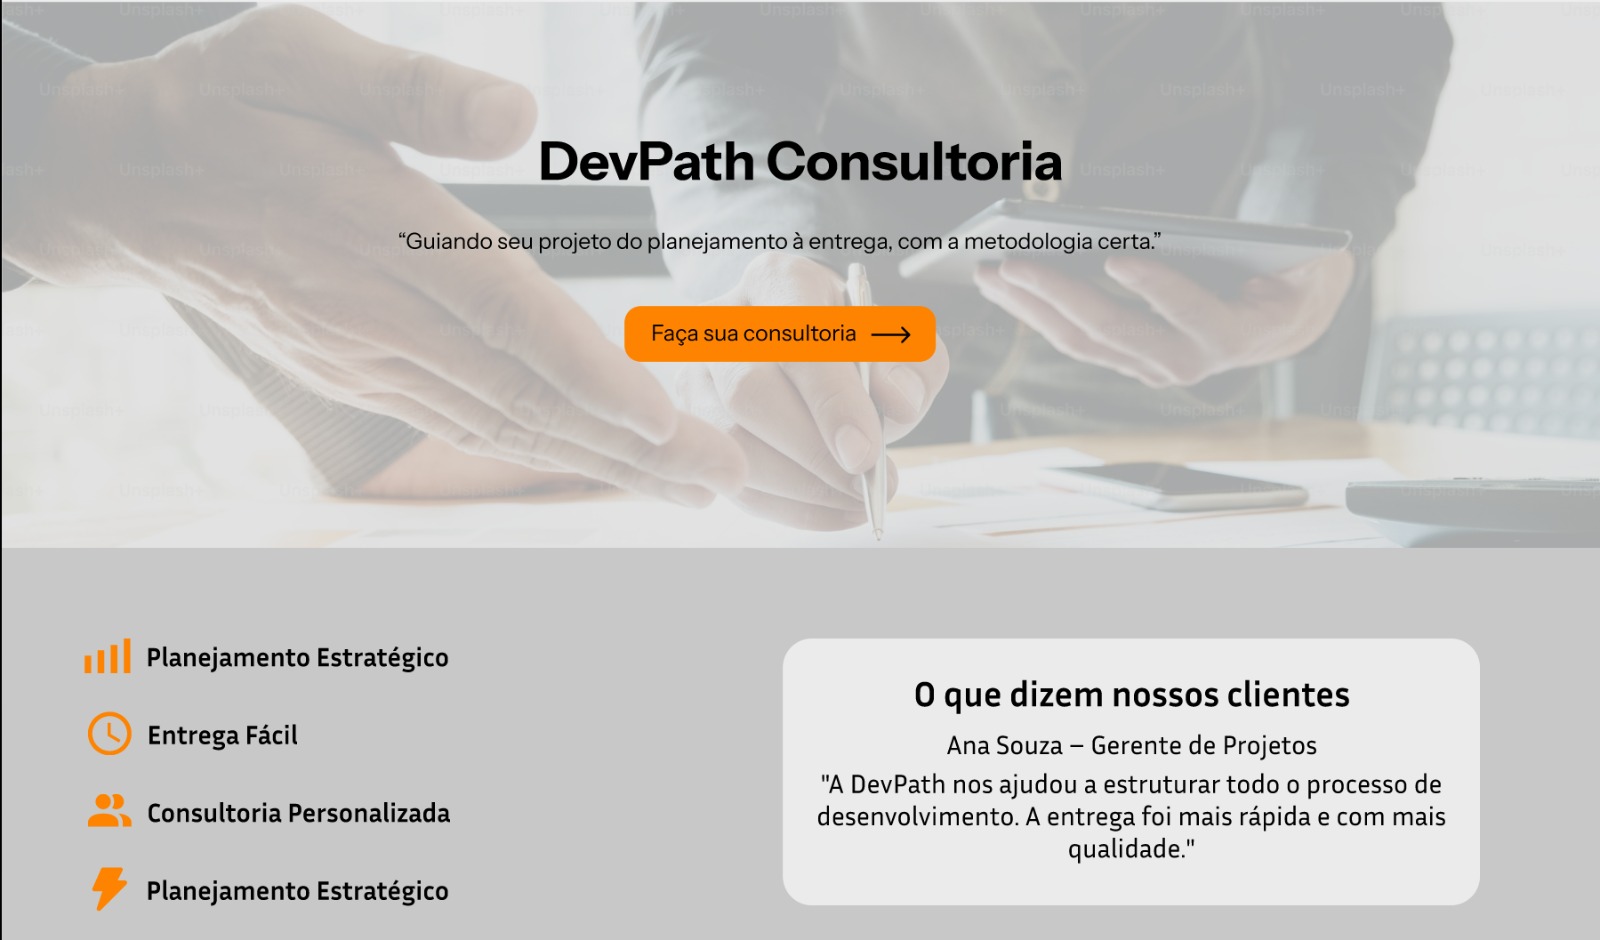 DevPath Consultoria
“Guiando seu projeto do planejamento à entrega, com a metodologia certa.”
Faça sua consultoria
Planejamento Estratégico
Entrega Fácil
Consultoria Personalizada
Planejamento Estratégico
O que dizem nossos clientes
Ana Souza – Gerente de Projetos
"A DevPath nos ajudou a estruturar todo o processo de
desenvolvimento. A entrega foi mais rápida e com mais
qualidade."